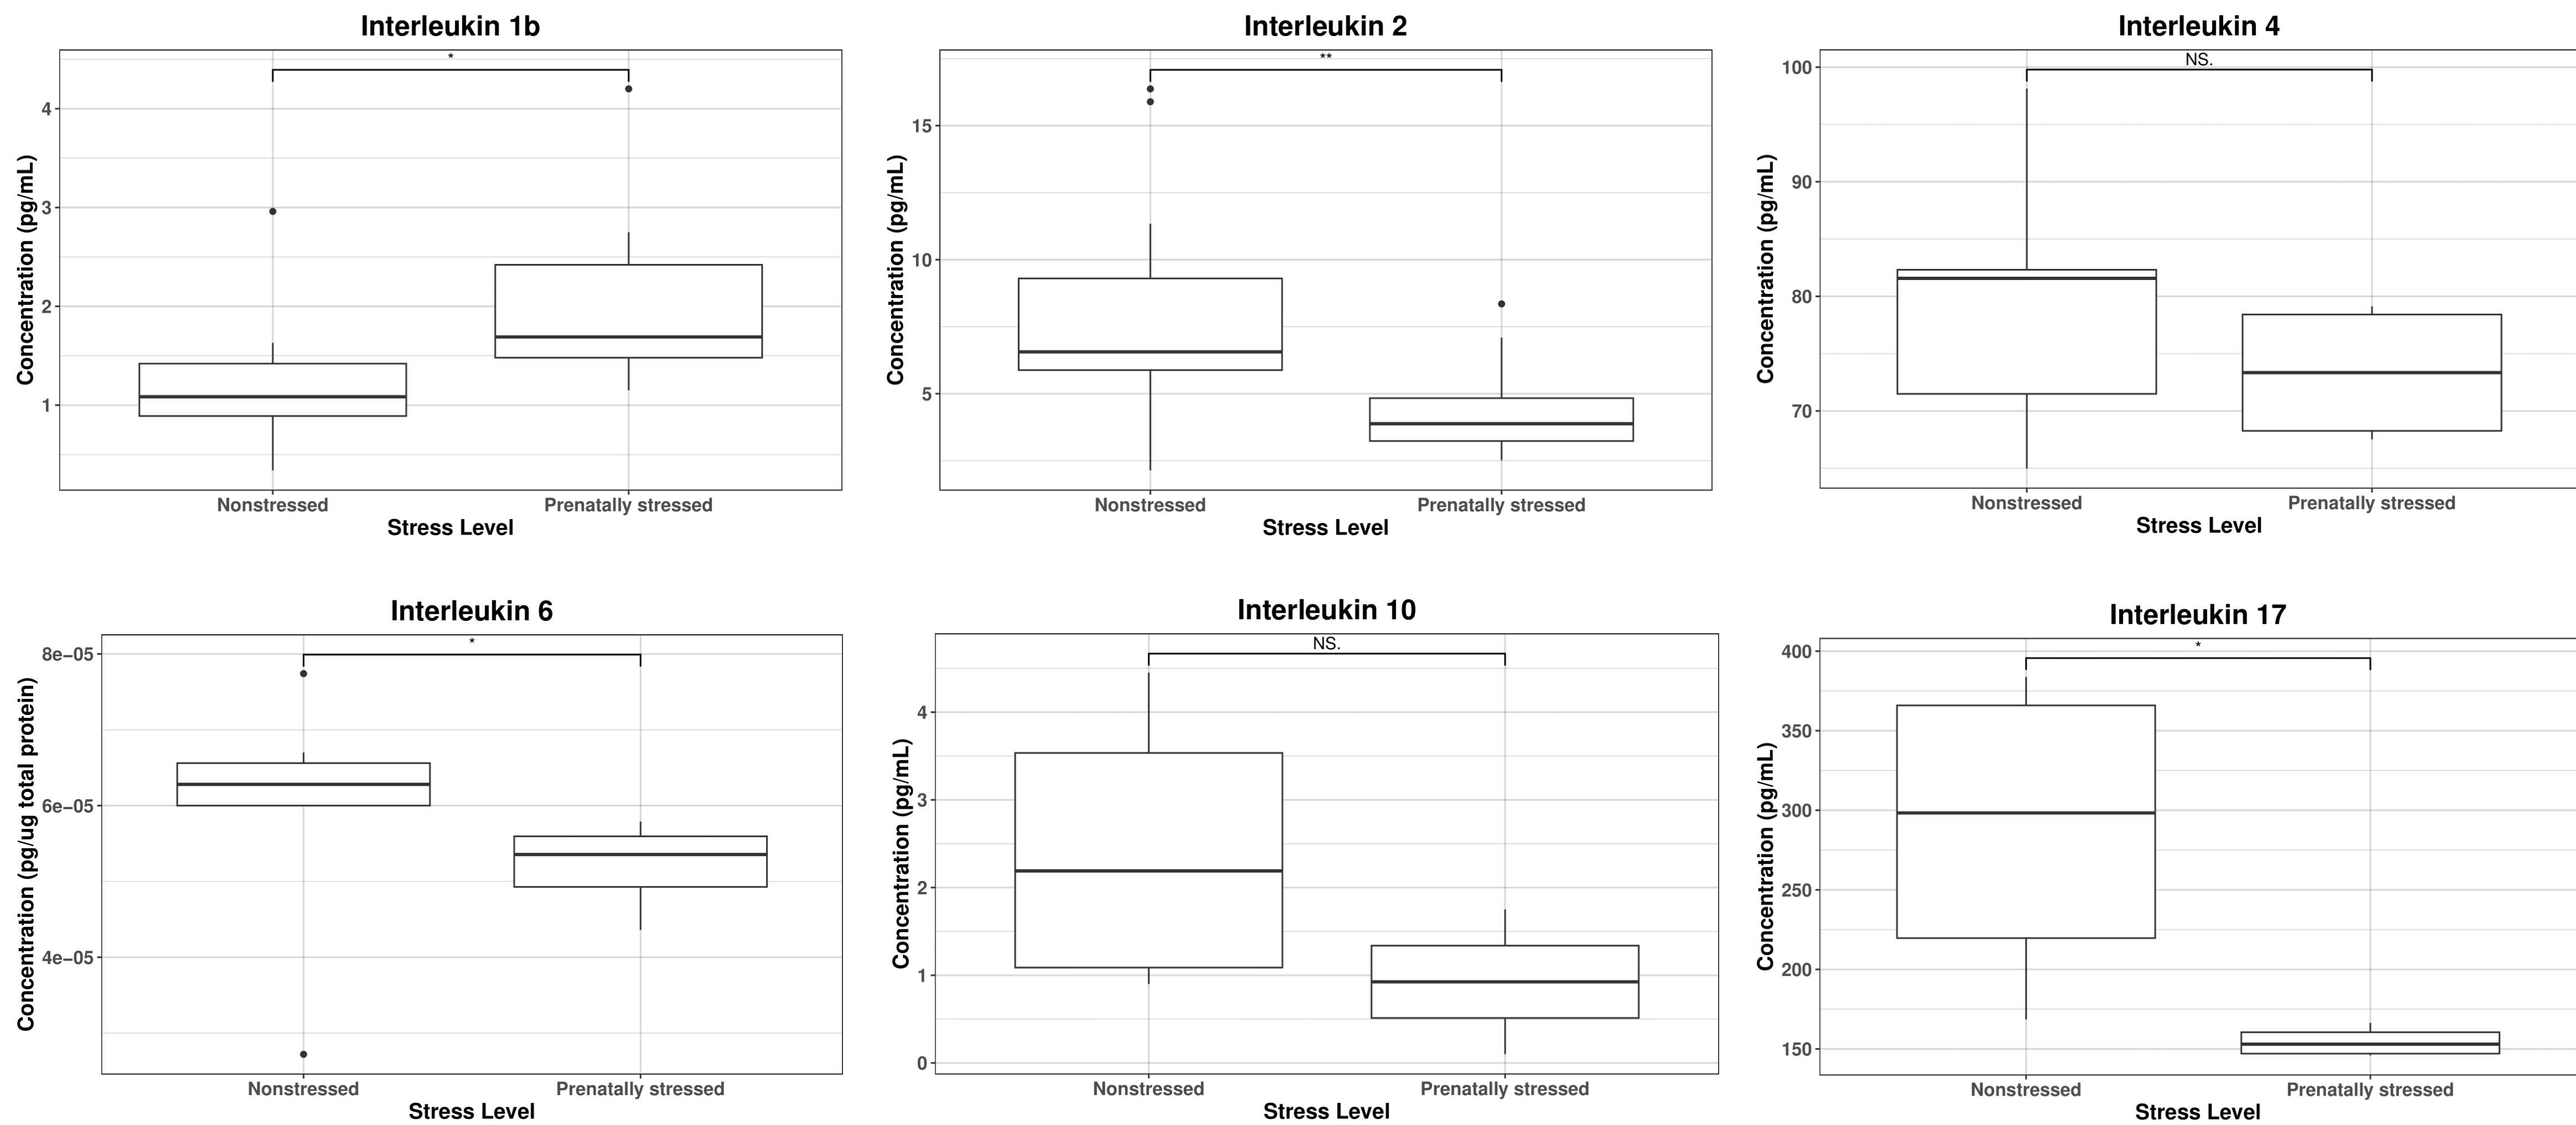 Interleukin 1b
*
4
3
2
1
Concentration (pg/mL)
Nonstressed
Prenatally stressed
Stress Level
Interleukin 2
**
15
10
5
Concentration (pg/mL)
Nonstressed
Prenatally stressed
Stress Level
Interleukin 4
NS.
100
90
80
70
Concentration (pg/mL)
Nonstressed
Prenatally stressed
Stress Level
Interleukin 6
*
8e−05
6e−05
4e−05
Concentration (pg/ug total protein)
Nonstressed
Prenatally stressed
Stress Level
Interleukin 10
NS.
4
3
2
1
0
Concentration (pg/mL)
Nonstressed
Prenatally stressed
Stress Level
Interleukin 17
*
400
350
300
250
200
150
Concentration (pg/mL)
Nonstressed
Prenatally stressed
Stress Level